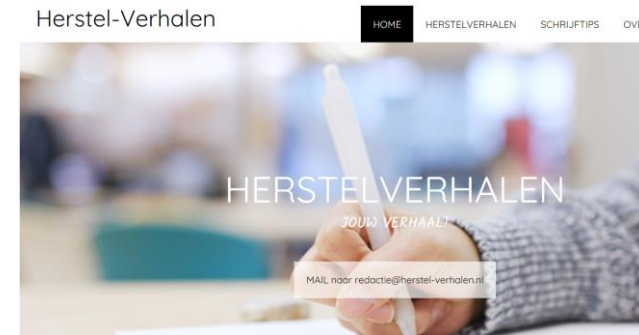 Herstel-Verhalen
HOME HERSTELVERHALEN SCHRIJFTIPS
HERSTELVERHALEN
JOUW VERHAAL!
MAIL naar redactie@herstel-verhalen.nl